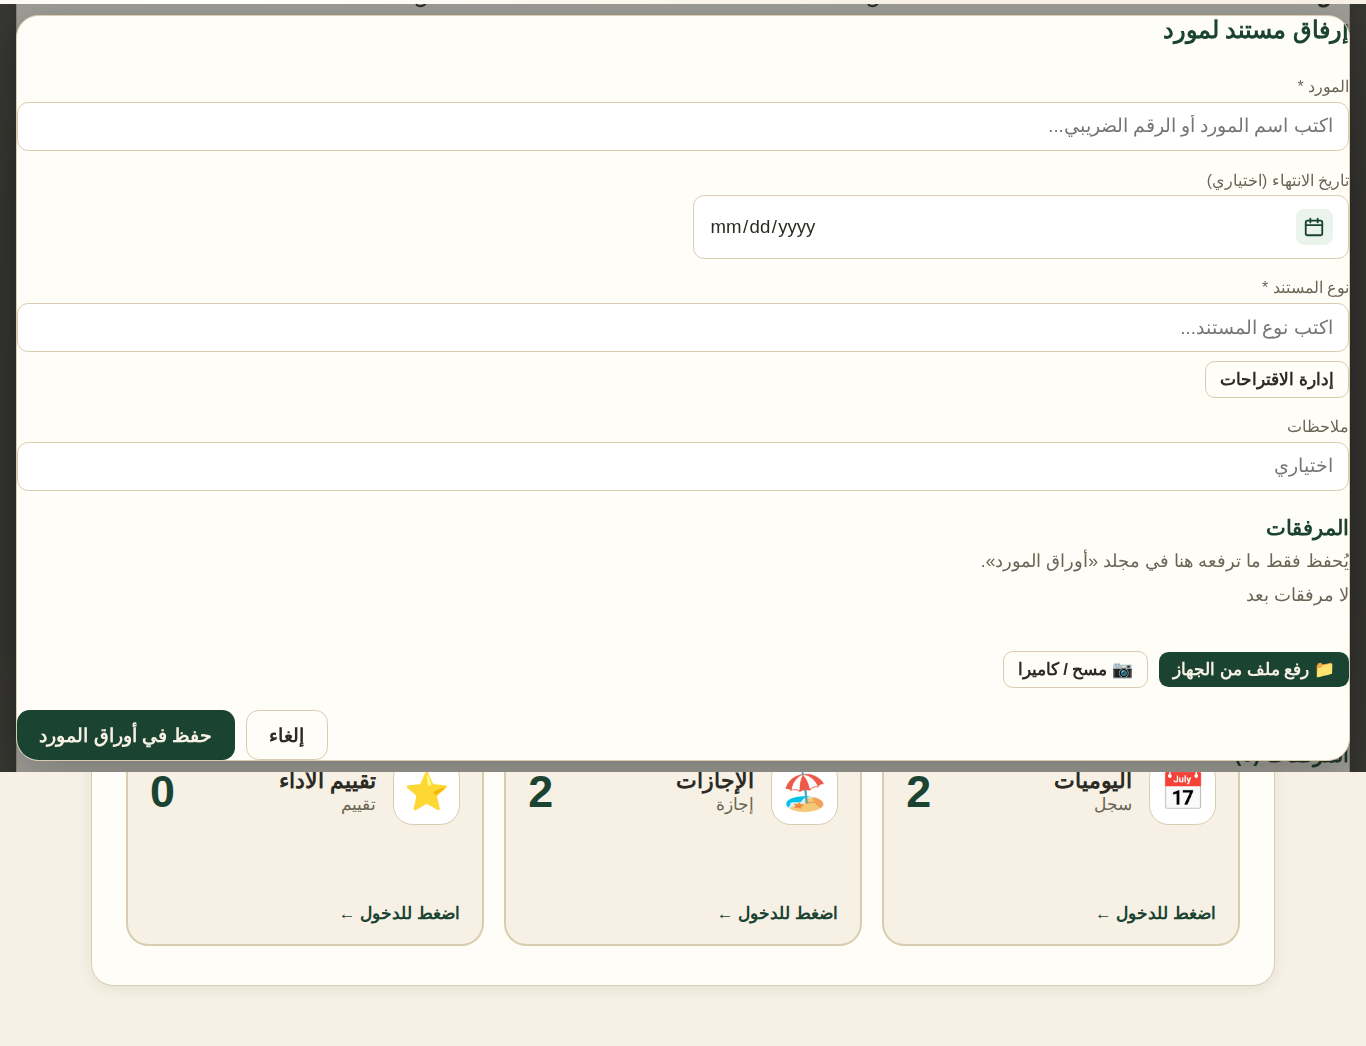 إرفاق مستند لمورد
المورد *
اكتب اسم المورد أو الرقم الضريبي...
تاريخ الانتهاء (اختياري)
mm/dd/yyyy
نوع المستند *
اكتب نوع المستند...
إدارة الاقتراحات
ملاحظات
اختياري
المرفقات
يُحفظ فقط ما ترفعه هنا في مجلد «أوراق المورد».
لا مرفقات بعد
📁 رفع ملف من الجهاز
📷 مسح / كاميرا
إلغاء
حفظ في أوراق المورد
July 17
اليوميات
سجل
2
الإجازات
إجازة
2
تقييم الأداء
تقييم
0
اضغط للدخول ←
اضغط للدخول ←
اضغط للدخول ←